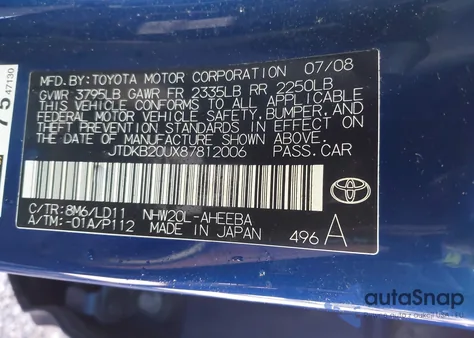 47130
75
MFD. BY: TOYOTA MOTOR CORPORATION 07/08
GVWR 3795LB GAWR FR 2335LB RR 2250LB
THIS VEHICLE CONFORMS TO ALL APPLICABLE
FEDERAL MOTOR VEHICLE SAFETY, BUMPER, AND
THEFT PREVENTION STANDARDS IN EFFECT ON
THE DATE OF MANUFACTURE SHOWN ABOVE.
JTDKB20UX87812006 PASS. CAR
C/TR: 8M6/LD11 NHW20L-AHEEBA
A/TM: -01A/P112 MADE IN JAPAN 496 A
autoSnap